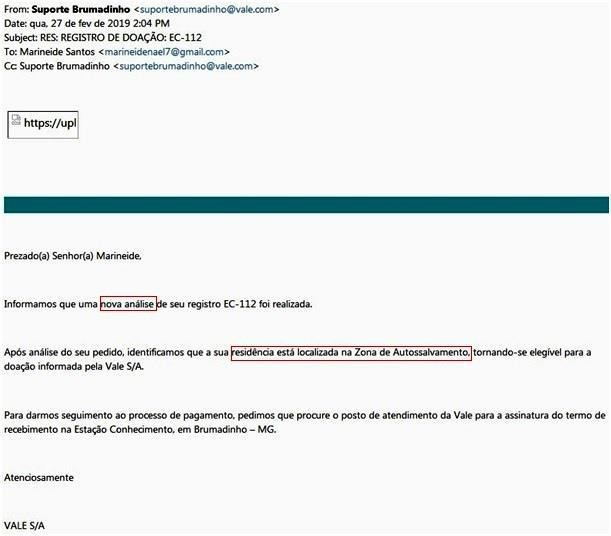 From: Suporte Brumadinho <suportebrumadinho@vale.com>
Date: qua, 27 de fev de 2019 2:04 PM
Subject: RES: REGISTRO DE DOAÇÃO: EC-112
To: Marineide Santos <marineidenael7@gmail.com>
Cc: Suporte Brumadinho <suportebrumadinho@vale.com>
https://upl
Prezado(a) Senhor(a) Marineide,
Informamos que uma nova análise de seu registro EC-112 foi realizada.
Após análise do seu pedido, identificamos que a sua residência está localizada na Zona de Autossalvamento, tornando-se elegível para a
doação informada pela Vale S/A.
Para darmos seguimento ao processo de pagamento, pedimos que procure o posto de atendimento da Vale para a assinatura do termo de
recebimento na Estação Conhecimento, em Brumadinho – MG.
Atenciosamente
VALE S/A